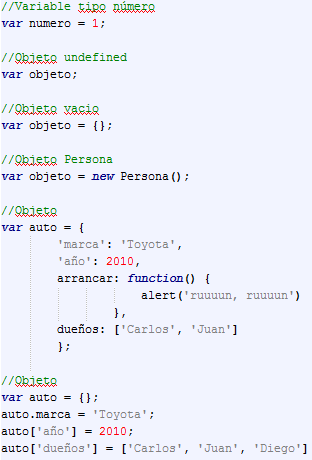 //Variable tipo número
var numero = 1;
//Objeto undefined
var objeto;
//Objeto vacio
var objeto = {};
//Objeto Persona
var objeto = new Persona();
//Objeto
var auto = {
'marca': 'Toyota',
'año': 2010,
arrancar: function() {
alert('ruuuun, ruuuun')
},
dueños: ['Carlos', 'Juan']
};
//Objeto
var auto = {};
auto.marca = 'Toyota';
auto['año'] = 2010;
auto['dueños'] = ['Carlos', 'Juan', 'Diego']